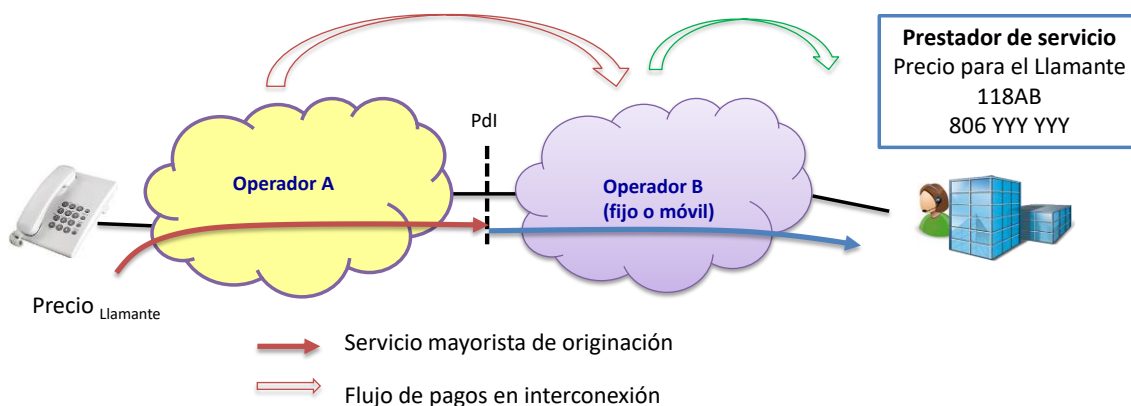 Prestador de servicio
Precio para el Llamante
118AB
806 YYY YYY
PdI
Operador A
Operador B
(fijo o móvil)
Precio Llamante
Servicio mayorista de originación
Flujo de pagos en interconexión